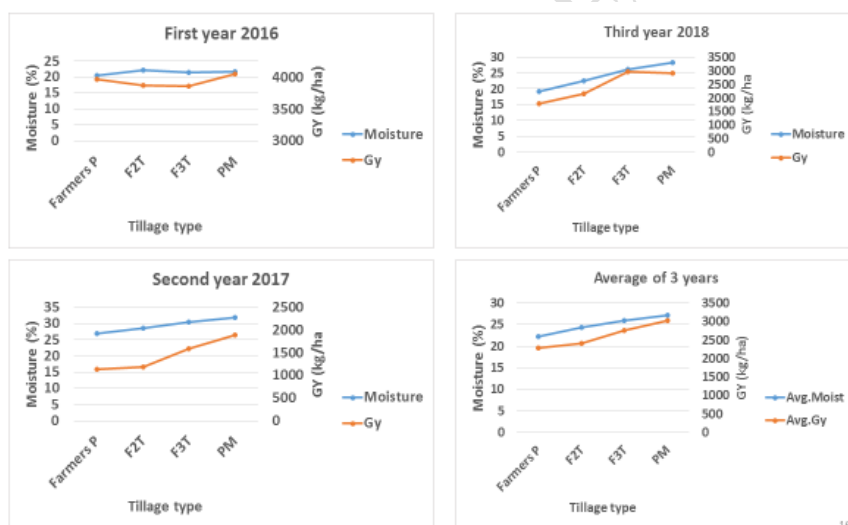 First year 2016
25
20
15
10
5
0
Moisture (%)
4000
3500
3000
GY (kg/ha)
Farmers P
F2T
F3T
PM
Tillage type
Moisture
Gy
Third year 2018
30
25
20
15
10
5
0
Moisture (%)
3500
3000
2500
2000
1500
1000
500
0
GY (kg/ha
Farmers P
F2T
F3T
PM
Tillage type
Moisture
Gy
Second year 2017
35
30
25
20
15
10
5
0
Moisture (%)
2500
2000
1500
1000
500
0
GY (kg/ha
Farmers P
F2T
F3T
PM
Tillage type
Moisture
Gy
Average of 3 years
30
25
20
15
10
5
0
Moisture (%)
3500
3000
2500
2000
1500
1000
500
0
GY (kg/ha)
Farmers P
F2T
F3T
PM
Tillage type
Avg.Moist
Avg.Gy